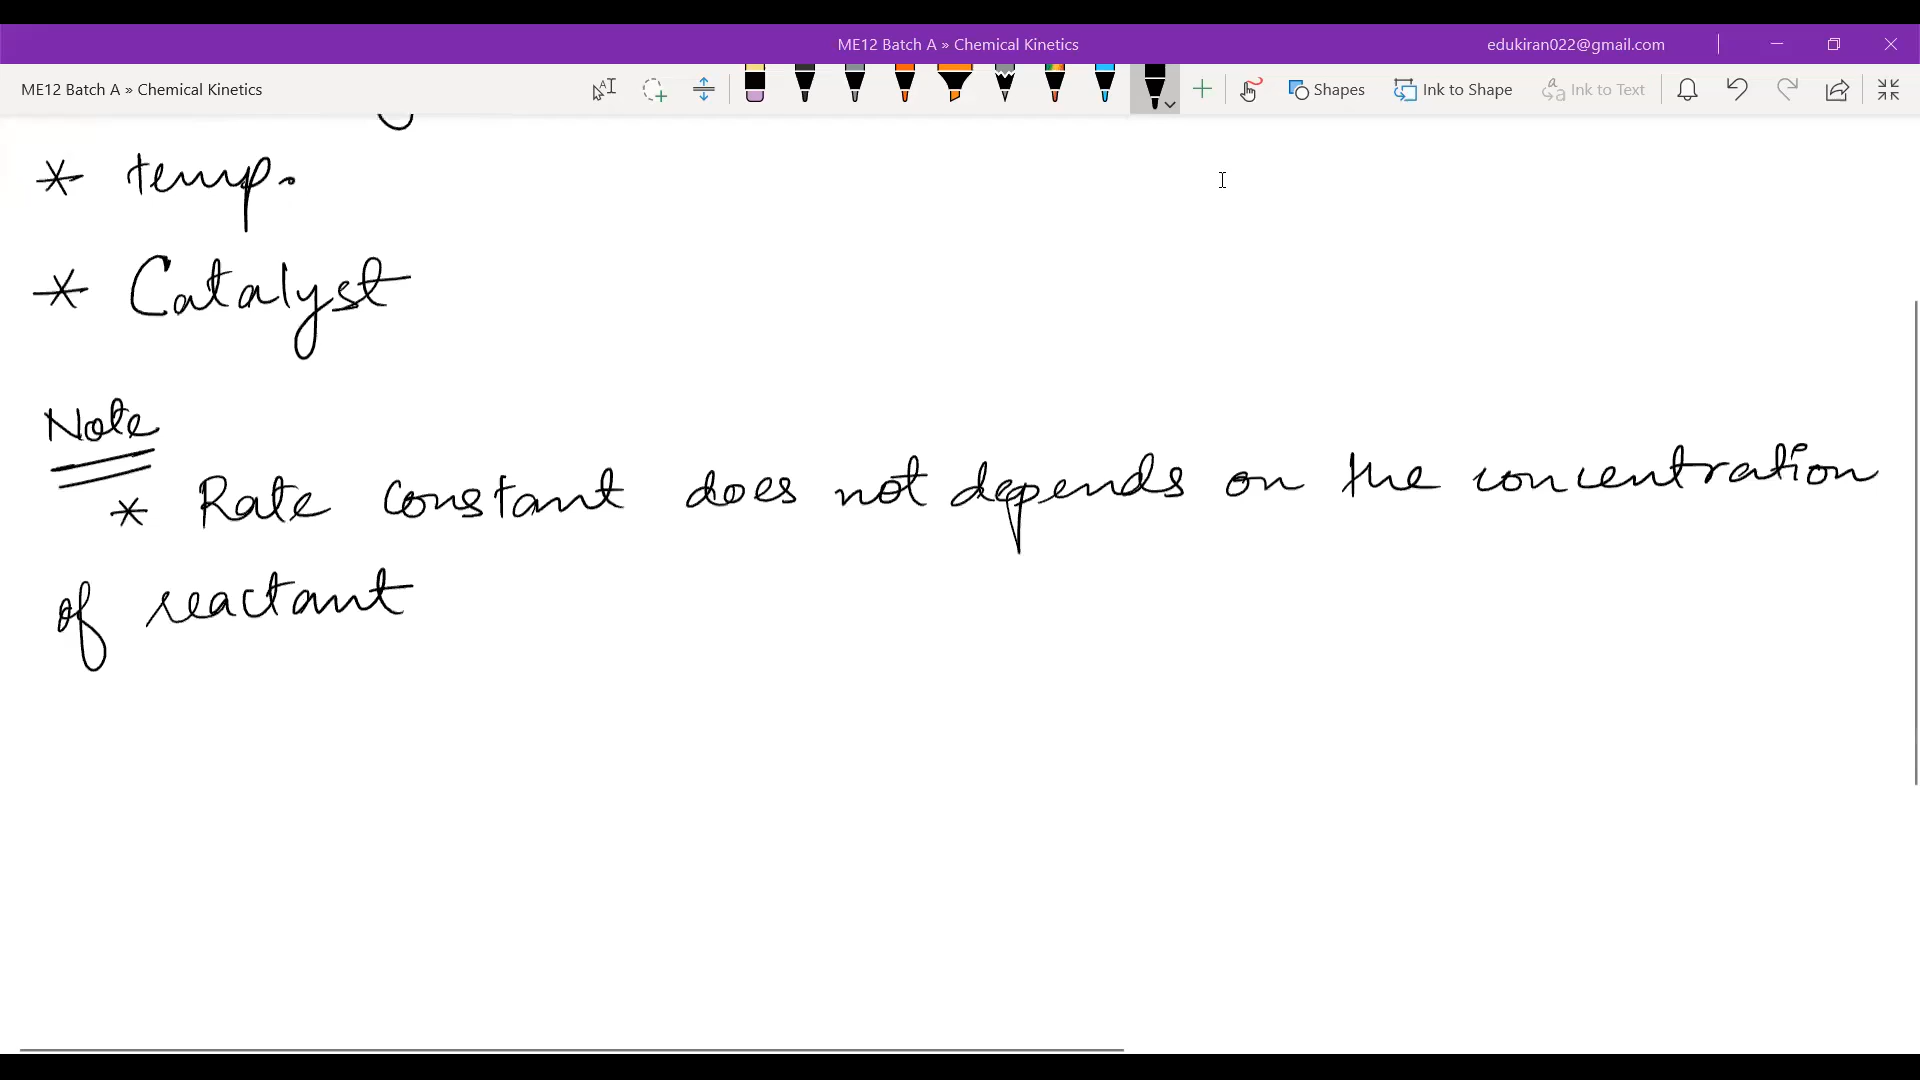 ME12 Batch A » Chemical Kinetics
edukiran022@gmail.com
ME12 Batch A » Chemical Kinetics
Shapes
Ink to Shape
Ink to Text
* temp.
* Catalyst
Note
* Rate constant does not depends on the concentration
of reactant